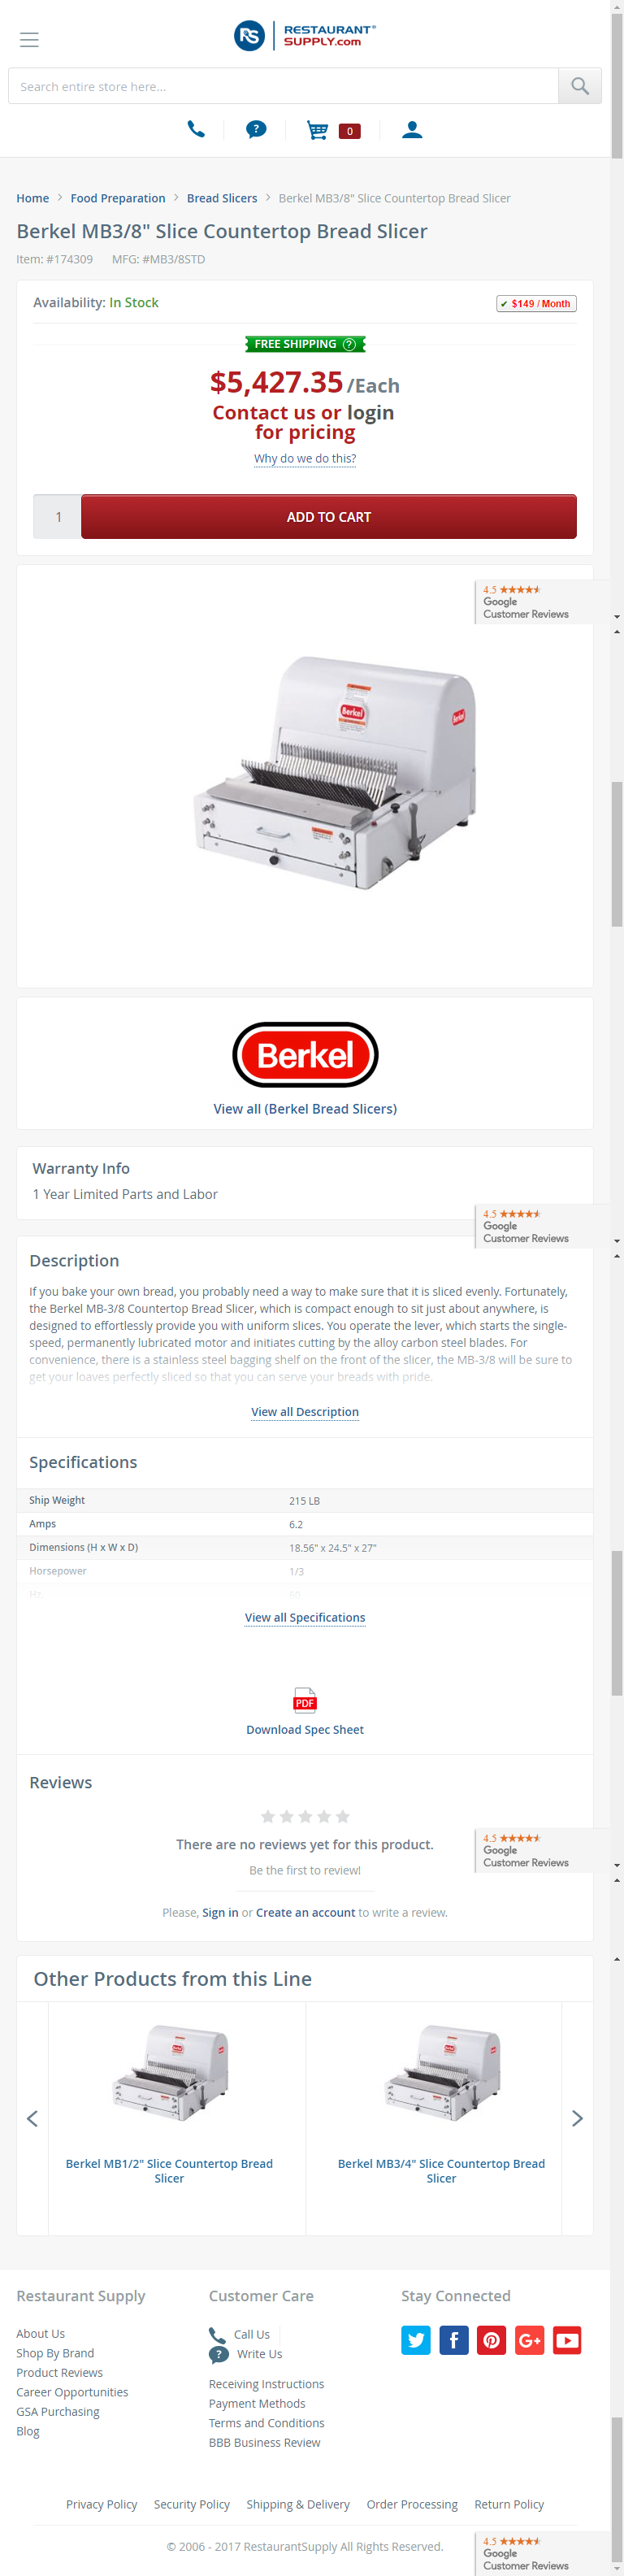 RS RESTAURANT
SUPPLY.com
Search entire store here...
?
0
Home > Food Preparation > Bread Slicers > Berkel MB3/8" Slice Countertop Bread Slicer
Berkel MB3/8" Slice Countertop Bread Slicer
Item: #174309 MFG: #MB3/8STD
Availability: In Stock
✔ $149 / Month
FREE SHIPPING ?
$5,427.35 /Each
Contact us or login
for pricing
Why do we do this?
1 ADD TO CART
4.5 ★★★★★
Google
Customer Reviews
Berkel
Berkel
Berkel
View all (Berkel Bread Slicers)
Warranty Info
1 Year Limited Parts and Labor
4.5 ★★★★★
Google
Customer Reviews
Description
If you bake your own bread, you probably need a way to make sure that it is sliced evenly. Fortunately,
the Berkel MB-3/8 Countertop Bread Slicer, which is compact enough to sit just about anywhere, is
designed to effortlessly provide you with uniform slices. You operate the lever, which starts the single-
speed, permanently lubricated motor and initiates cutting by the alloy carbon steel blades. For
convenience, there is a stainless steel bagging shelf on the front of the slicer, the MB-3/8 will be sure to
get your loaves perfectly sliced so that you can serve your breads with pride.
View all Description
Specifications
Ship Weight 215 LB
Amps 6.2
Dimensions (H x W x D) 18.56" x 24.5" x 27"
Horsepower 1/3
Hz. 60
View all Specifications
PDF
Download Spec Sheet
Reviews
There are no reviews yet for this product.
Be the first to review!
4.5 ★★★★★
Google
Customer Reviews
Please, Sign in or Create an account to write a review.
Other Products from this Line
Berkel MB1/2" Slice Countertop Bread
Slicer
Berkel MB3/4" Slice Countertop Bread
Slicer
Restaurant Supply
About Us
Shop By Brand
Product Reviews
Career Opportunities
GSA Purchasing
Blog
Customer Care
Call Us
? Write Us
Receiving Instructions
Payment Methods
Terms and Conditions
BBB Business Review
Stay Connected
f
G+
Privacy Policy Security Policy Shipping & Delivery Order Processing Return Policy
© 2006 - 2017 RestaurantSupply All Rights Reserved.
4.5 ★★★★★
Google
Customer Reviews